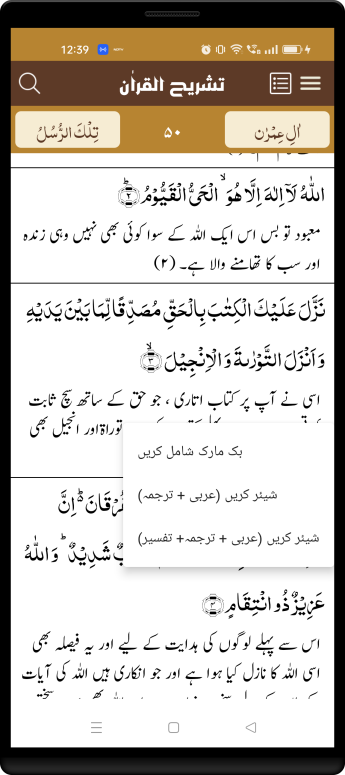 12:39
تشریح القرآن
اٰلِ عِمْرٰن
۵۰
تِلْكَ الرُّسُلُ
اللّٰهُ لَاۤ اِلٰهَ اِلَّا هُوَۙ الْحَیُّ الْقَیُّوْمُؕ ﴿۲﴾
معبود تو بس اس ایک اللہ کے سوا کوئی بھی نہیں وہی زندہ
اور سب کا تھامنے والا ہے۔ (۲)
نَزَّلَ عَلَیْكَ الْكِتٰبَ بِالْحَقِّ مُصَدِّقًا لِّمَا بَیْنَ یَدَیْهِ
وَ اَنْزَلَ التَّوْرٰىةَ وَ الْاِنْجِیْلَۙ ﴿۳﴾
اسی نے آپ پر کتاب اتاری ، جو حق کے ساتھ سچ ثابت
توراۃ اور انجیل بھی
بک مارک شامل کریں
شیئر کریں (عربی + ترجمہ)
شیئر کریں (عربی + ترجمہ+ تفسیر)
اِنَّ
شَدِیْدٌؕ وَ اللّٰهُ
عَزِیْزٌ ذُو انْتِقَامٍ ﴿۴﴾
اس سے پہلے لوگوں کی ہدایت کے لیے اور یہ فیصلہ بھی
اسی اللہ کا نازل کیا ہوا ہے اور جو انکاری ہیں اللہ کی آیات